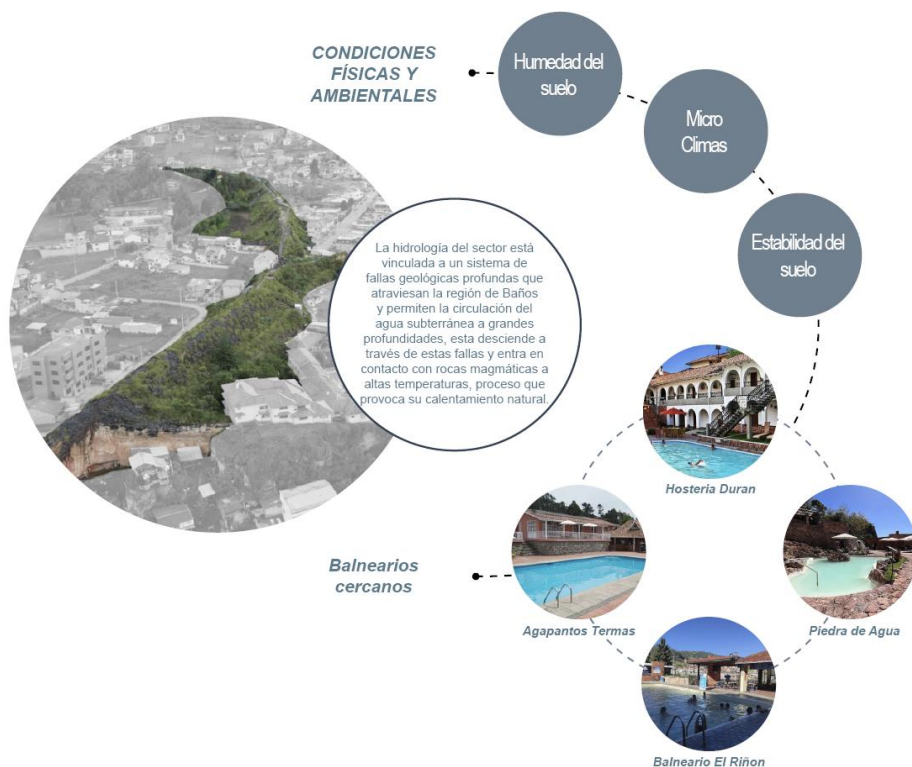 CONDICIONES
FÍSICAS Y
AMBIENTALES
Humedad del
suelo
Micro
Climas
Estabilidad del
suelo
La hidrología del sector está
vinculada a un sistema de
fallas geológicas profundas que
atraviesan la región de Baños
y permiten la circulación del
agua subterránea a grandes
profundidades, esta desciende a
través de estas fallas y entra en
contacto con rocas magmáticas a
altas temperaturas, proceso que
provoca su calentamiento natural.
Hosteria Duran
Balnearios
cercanos
Agapantos Termas
Piedra de Agua
Balneario El Riñon